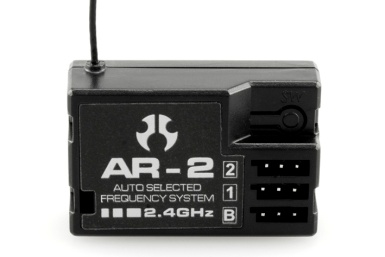 AR-2
AUTO SELECTED
FREQUENCY SYSTEM
2.4GHz
2
1
B